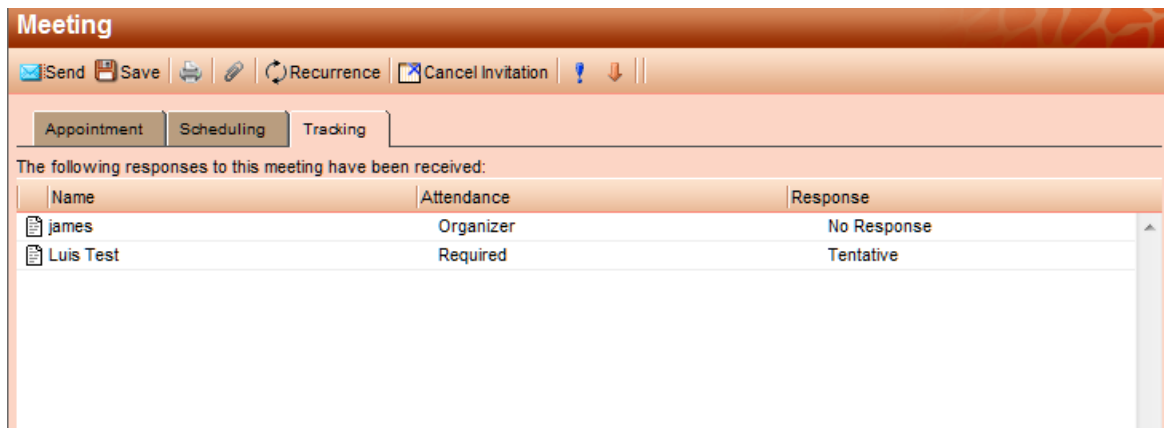 Meeting
Send Save Recurrence Cancel Invitation
Appointment Scheduling Tracking
The following responses to this meeting have been received:
Name Attendance Response
james Organizer No Response
Luis Test Required Tentative